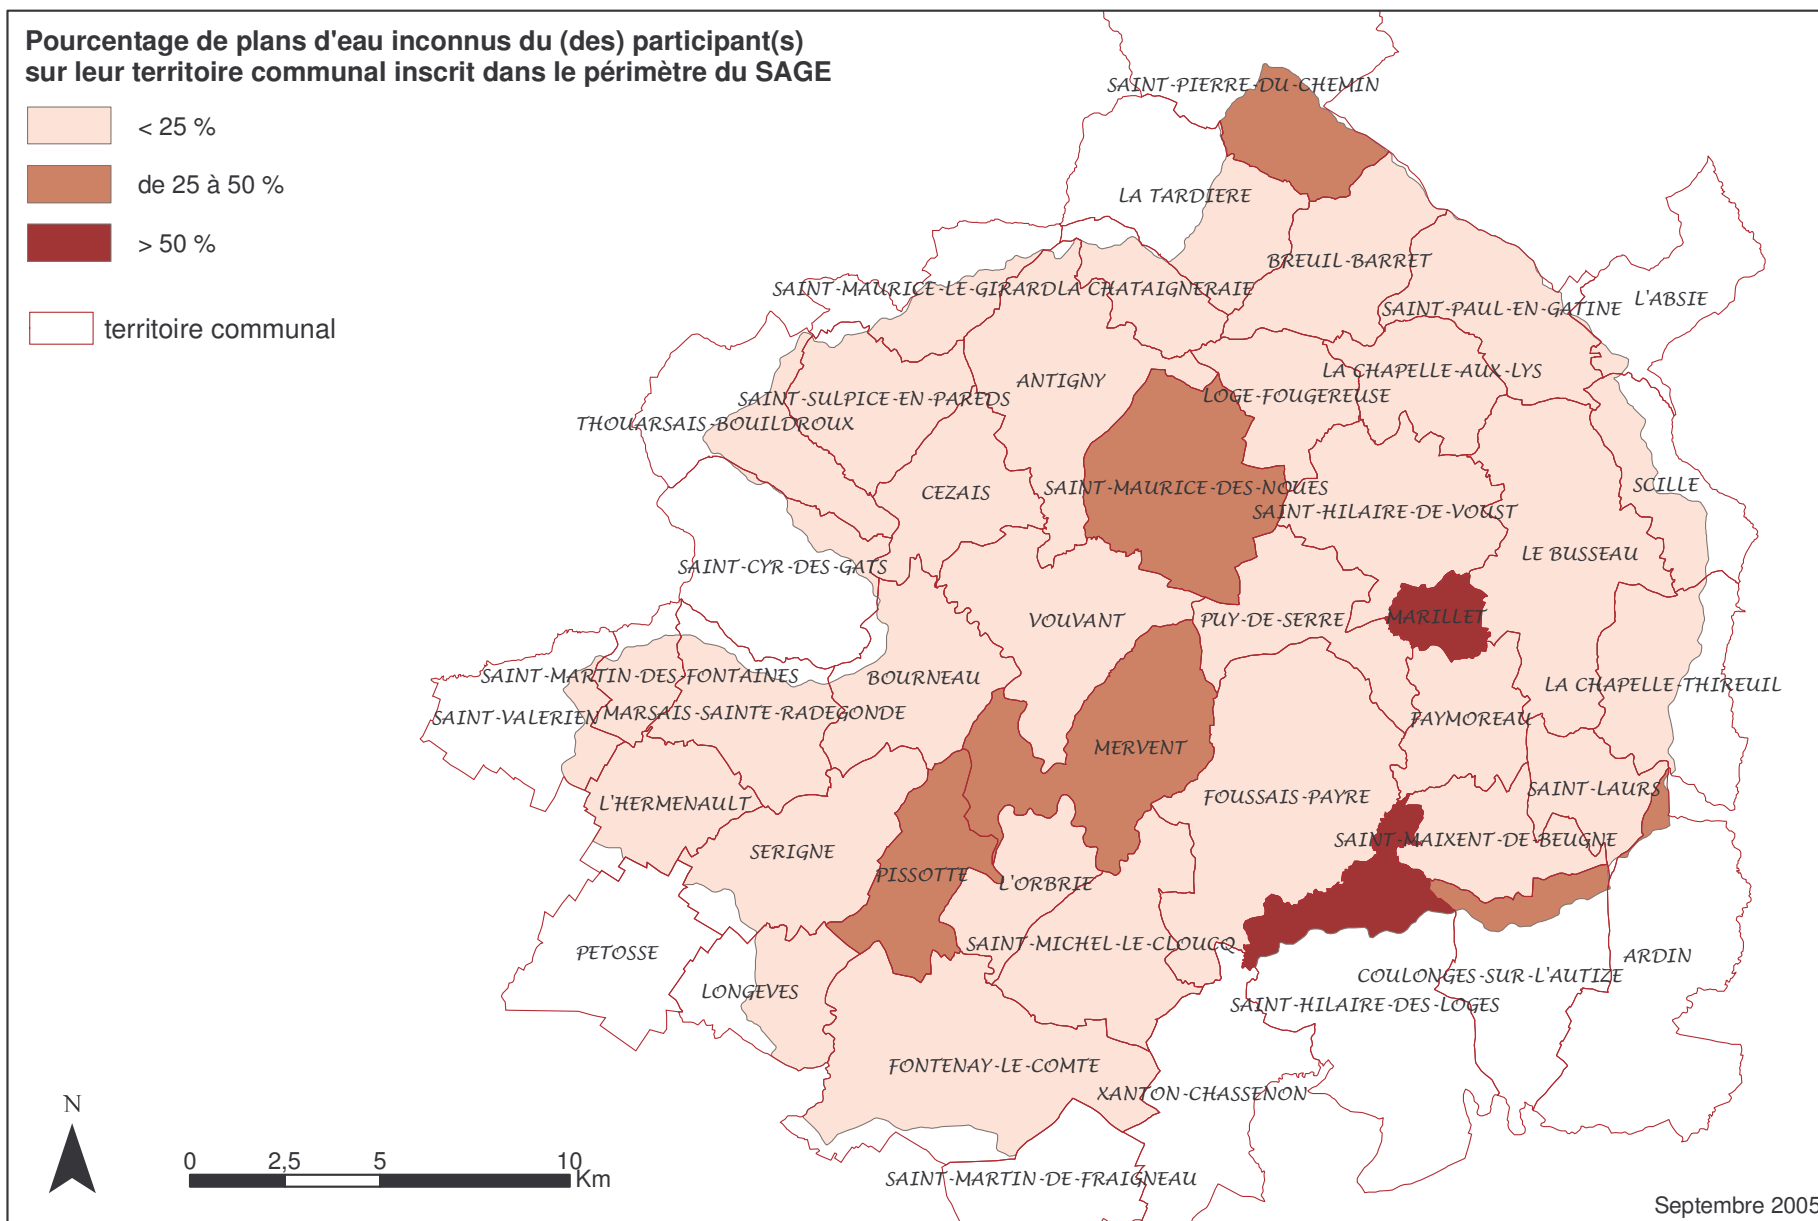 Pourcentage de plans d'eau inconnus du (des) participant(s)
sur leur territoire communal inscrit dans le périmètre du SAGE
< 25 %
de 25 à 50 %
> 50 %
territoire communal
SAINT-PIERRE-DU-CHEMIN
LA TARDIERE
BREUIL-BARRET
SAINT-MAURICE-LE-GIRARD
LA CHATAIGNERAIE
SAINT-PAUL-EN-GATINE
L'ABSIE
ANTIGNY
LA CHAPELLE-AUX-LYS
SAINT-SULPICE-EN-PAREDS
LOGE-FOUGEREUSE
THOUARSAIS-BOUILDROUX
CEZAIS
SAINT-MAURICE-DES-NOUES
SCILLE
SAINT-HILAIRE-DE-VOUST
LE BUSSEAU
SAINT-CYR-DES-GATS
VOUVANT
PUY-DE-SERRE
MARILLET
SAINT-MARTIN-DES-FONTAINES
BOURNEAU
LA CHAPELLE-THIREUIL
SAINT-VALERIEN
MARSAIS-SAINTE-RADEGONDE
FAYMOREAU
MERVENT
L'HERMENAULT
FOUSSAIS-PAYRE
SAINT-LAURS
SERIGNE
SAINT-MAIXENT-DE-BEUGNE
PISSOTTE
L'ORBRIE
PETOSSE
SAINT-MICHEL-LE-CLOUCQ
ARDIN
LONGEVES
COULONGES-SUR-L'AUTIZE
SAINT-HILAIRE-DES-LOGES
FONTENAY-LE-COMTE
XANTON-CHASSENON
SAINT-MARTIN-DE-FRAIGNEAU
N
0 2,5 5 10
Km
Septembre 2005